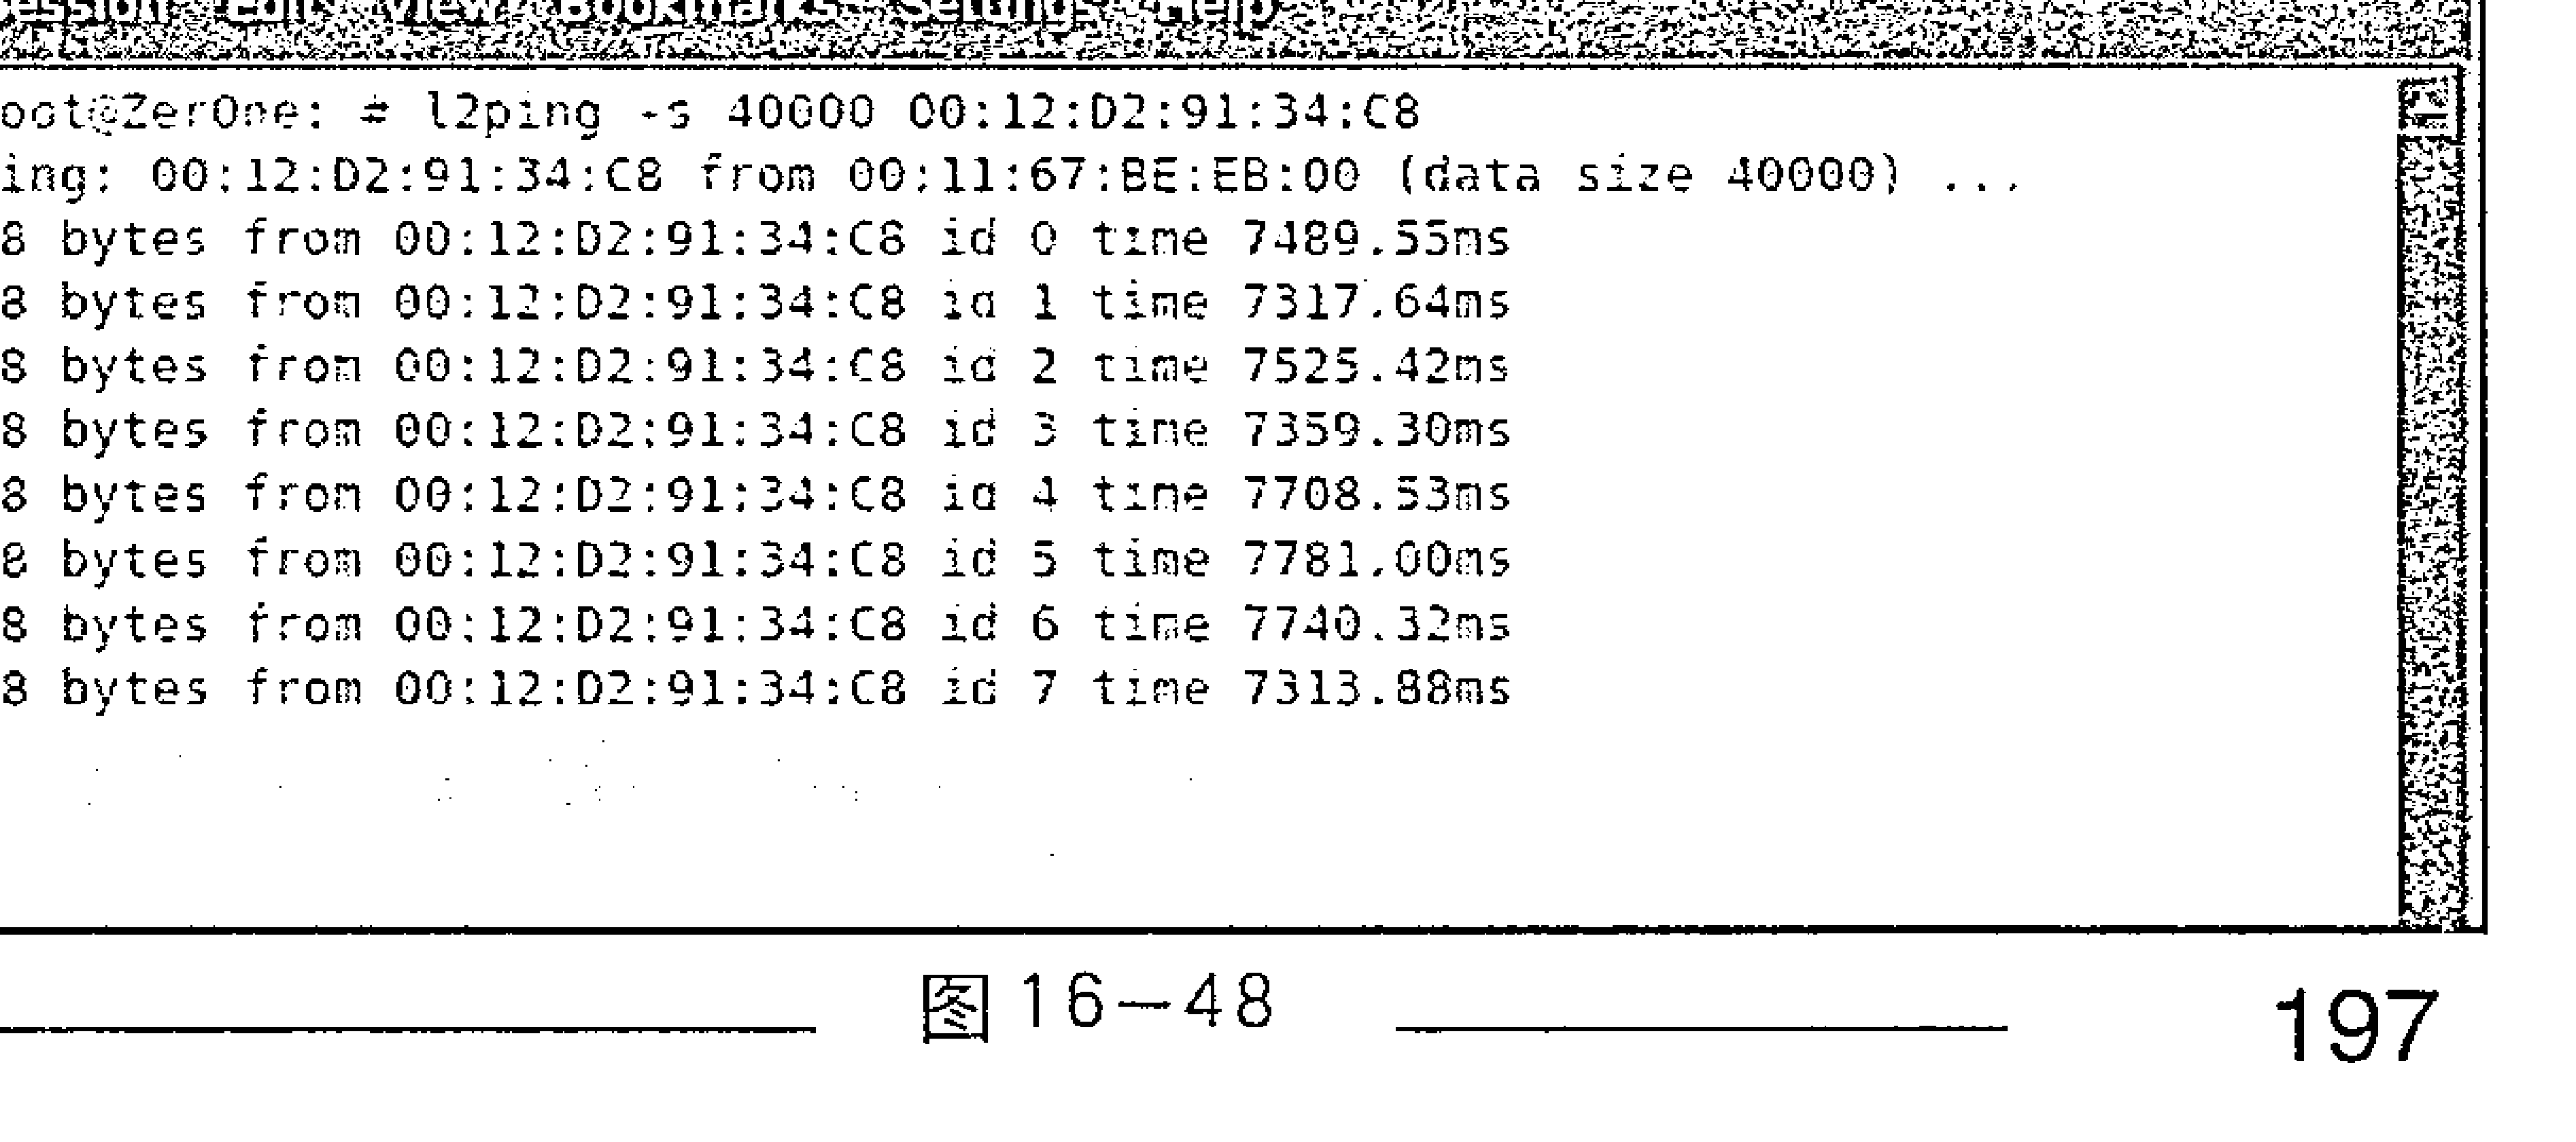 ession Edit View Bookmarks Settings Help
oot@ZerOne: # l2ping -s 40000 00:12:D2:91:34:C8
ing: 00:12:D2:91:34:C8 from 00:11:67:BE:EB:00 (data size 40000) ...
8 bytes from 00:12:D2:91:34:C8 id 0 time 7489.55ms
8 bytes from 00:12:D2:91:34:C8 id 1 time 7317.64ms
8 bytes from 00:12:D2:91:34:C8 id 2 time 7525.42ms
8 bytes from 00:12:D2:91:34:C8 id 3 time 7359.30ms
8 bytes from 00:12:D2:91:34:C8 id 4 time 7708.53ms
8 bytes from 00:12:D2:91:34:C8 id 5 time 7781.00ms
8 bytes from 00:12:D2:91:34:C8 id 6 time 7740.32ms
8 bytes from 00:12:D2:91:34:C8 id 7 time 7313.88ms
图 16-48
197